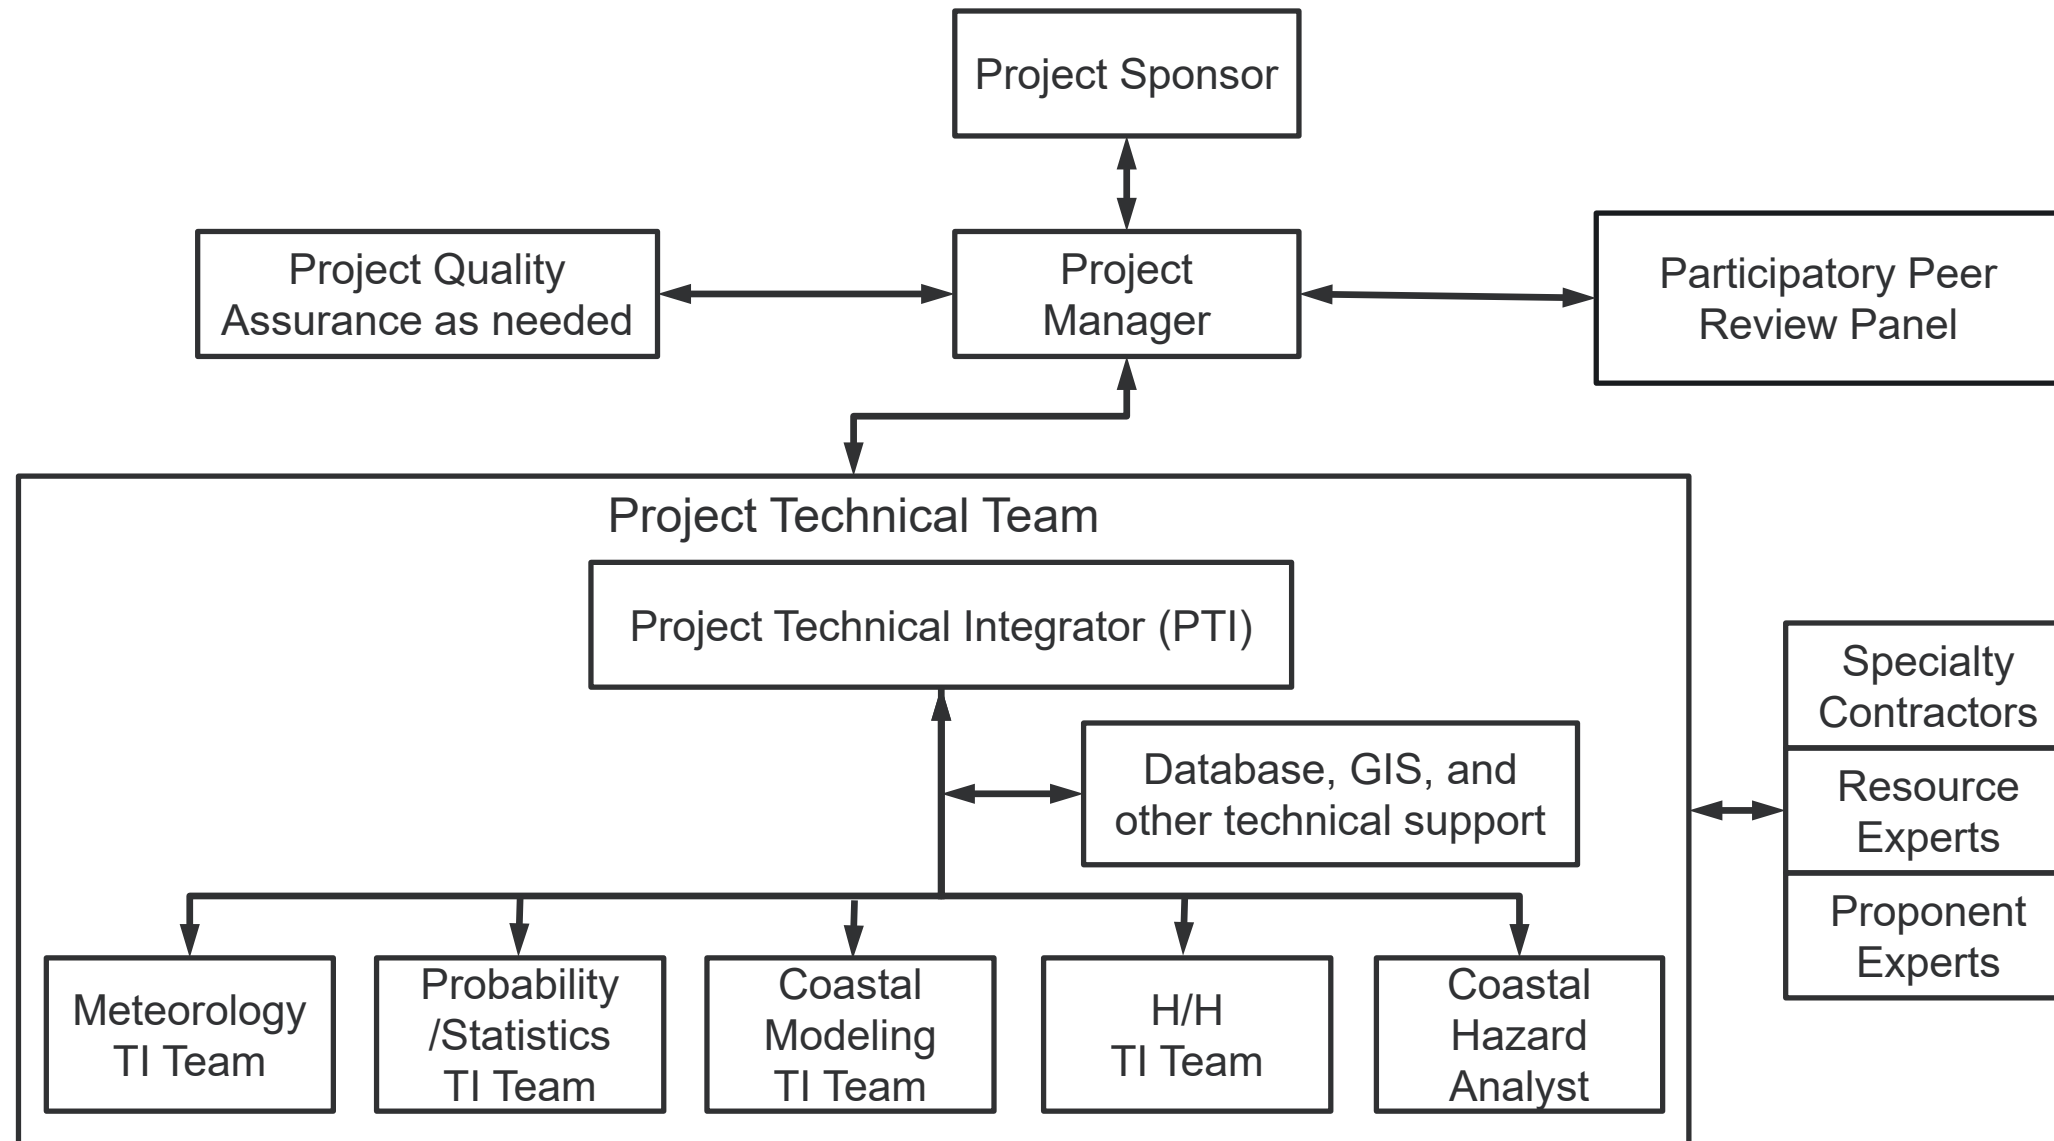 Project Sponsor
Project Quality
Assurance as needed
Project
Manager
Participatory Peer
Review Panel
Project Technical Team
Project Technical Integrator (PTI)
Database, GIS, and
other technical support
Specialty
Contractors
Resource
Experts
Proponent
Experts
Meteorology
TI Team
Probability
/Statistics
TI Team
Coastal
Modeling
TI Team
H/H
TI Team
Coastal
Hazard
Analyst